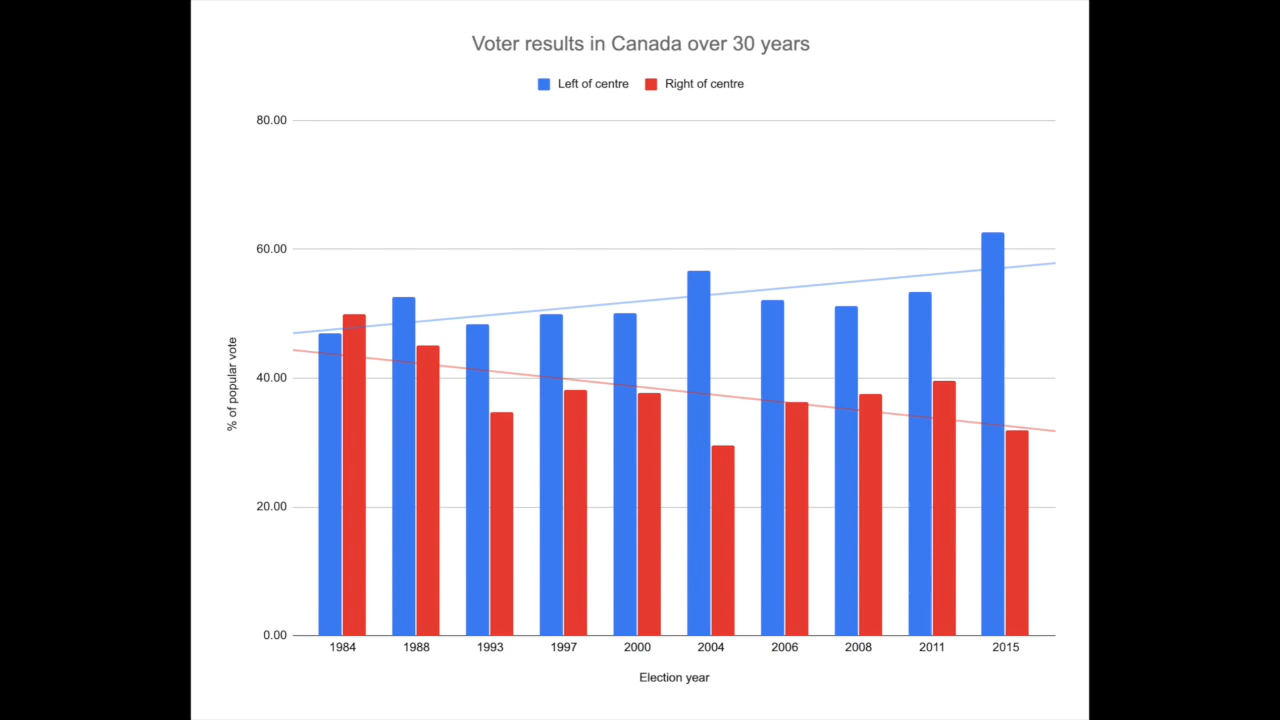 Voter results in Canada over 30 years
Left of centre Right of centre
80.00
60.00
40.00
20.00
0.00
% of popular vote
1984 1988 1993 1997 2000 2004 2006 2008 2011 2015
Election year